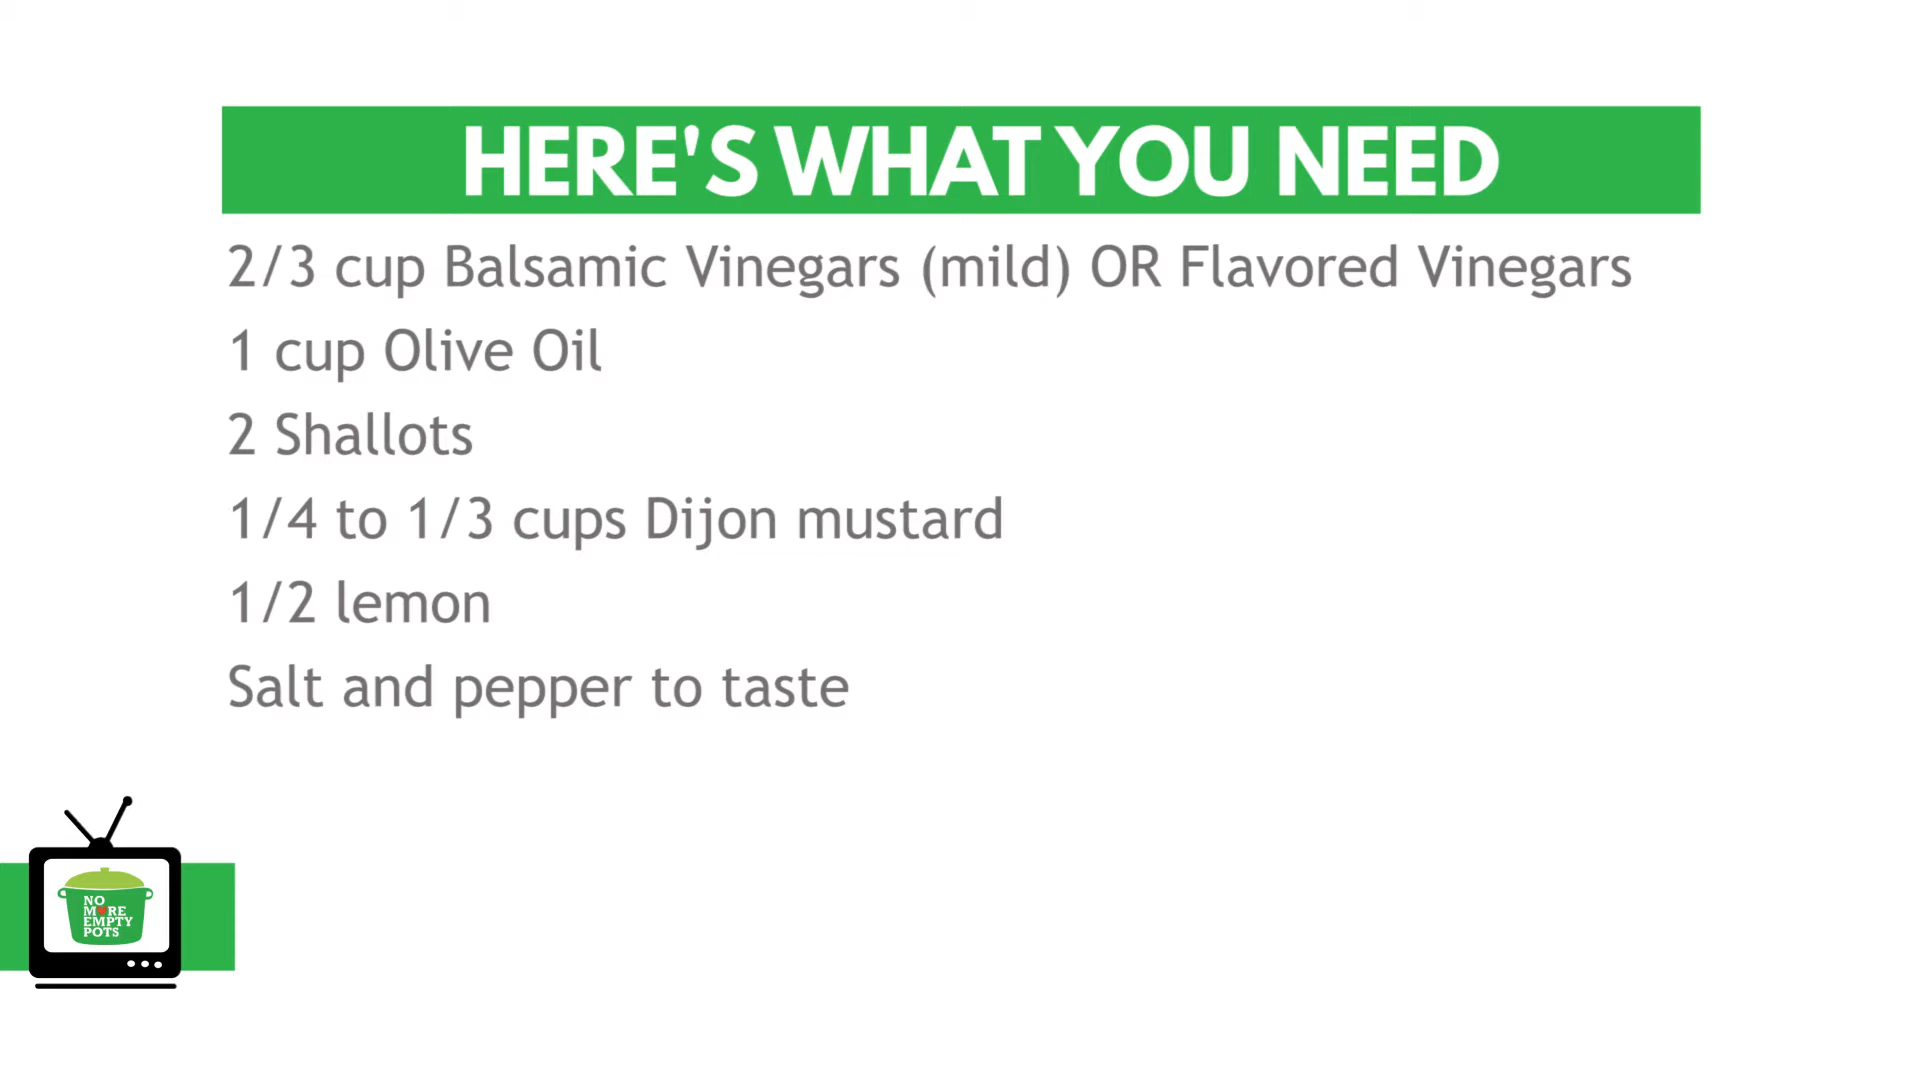 HERE'S WHAT YOU NEED
2/3 cup Balsamic Vinegars (mild) OR Flavored Vinegars
1 cup Olive Oil
2 Shallots
1/4 to 1/3 cups Dijon mustard
1/2 lemon
Salt and pepper to taste
NO
M♥RE
EMPTY
POTS